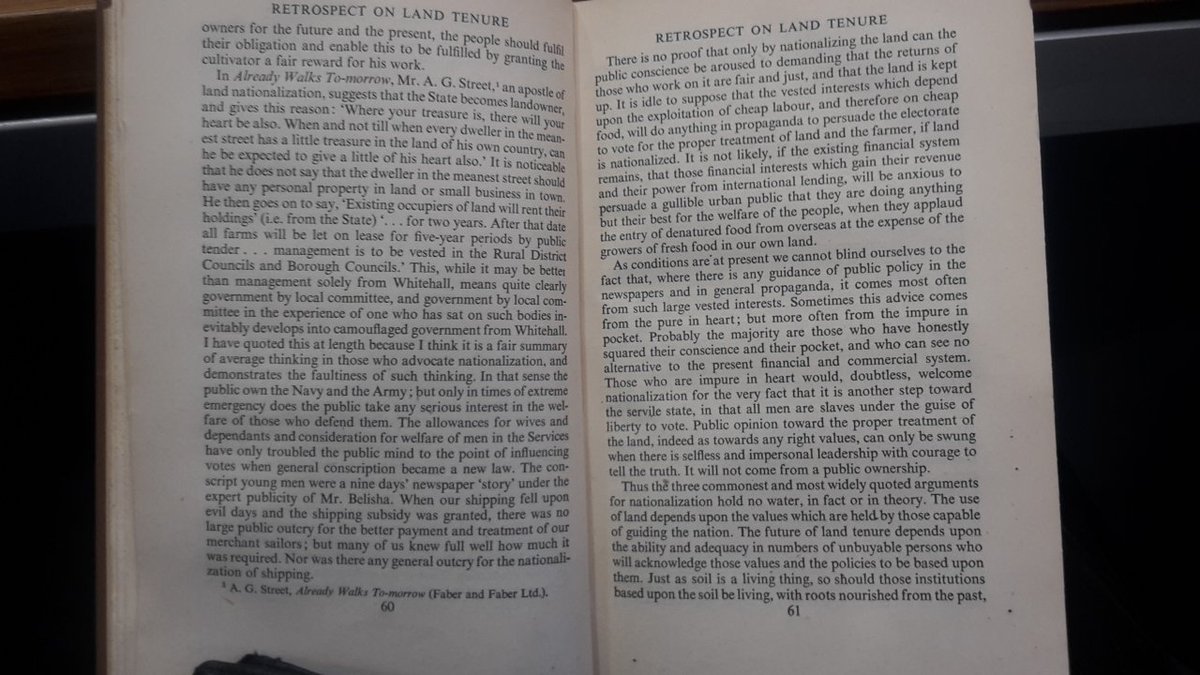 RETROSPECT ON LAND TENURE
owners for the future and the present, the people should fulfil
their obligation and enable this to be fulfilled by granting the
cultivator a fair reward for his work.
In Already Walks To-morrow, Mr. A. G. Street,¹ an apostle of
land nationalization, suggests that the State becomes landowner,
and gives this reason: ‘Where your treasure is, there will your
heart be also. When and not till when every dweller in the mean-
est street has a little treasure in the land of his own country, can
he be expected to give a little of his heart also.’ It is noticeable
that he does not say that the dweller in the meanest street should
have any personal property in land or small business in town.
He then goes on to say, ‘Existing occupiers of land will rent their
holdings’ (i.e. from the State) ‘. . . for two years. After that date
all farms will be let on lease for five-year periods by public
tender . . . management is to be vested in the Rural District
Councils and Borough Councils.’ This, while it may be better
than management solely from Whitehall, means quite clearly
government by local committee, and government by local com-
mittee in the experience of one who has sat on such bodies in-
evitably develops into camouflaged government from Whitehall.
I have quoted this at length because I think it is a fair summary
of average thinking in those who advocate nationalization, and
demonstrates the faultiness of such thinking. In that sense the
public own the Navy and the Army; but only in times of extreme
emergency does the public take any serious interest in the wel-
fare of those who defend them. The allowances for wives and
dependants and consideration for welfare of men in the Services
have only troubled the public mind to the point of influencing
votes when general conscription became a new law. The con-
script young men were a nine days’ newspaper ‘story’ under the
expert publicity of Mr. Belisha. When our shipping fell upon
evil days and the shipping subsidy was granted, there was no
large public outcry for the better payment and treatment of our
merchant sailors; but many of us knew full well how much it
was required. Nor was there any general outcry for the nationali-
zation of shipping.
¹ A. G. Street, Already Walks To-morrow (Faber and Faber Ltd.).
60
RETROSPECT ON LAND TENURE
There is no proof that only by nationalizing the land can the
public conscience be aroused to demanding that the returns of
those who work on it are fair and just, and that the land is kept
up. It is idle to suppose that the vested interests which depend
upon the exploitation of cheap labour, and therefore on cheap
food, will do anything in propaganda to persuade the electorate
to vote for the proper treatment of land and the farmer, if land
is nationalized. It is not likely, if the existing financial system
remains, that those financial interests which gain their revenue
and their power from international lending, will be anxious to
persuade a gullible urban public that they are doing anything
but their best for the welfare of the people, when they applaud
the entry of denatured food from overseas at the expense of the
growers of fresh food in our own land.
As conditions are at present we cannot blind ourselves to the
fact that, where there is any guidance of public policy in the
newspapers and in general propaganda, it comes most often
from such large vested interests. Sometimes this advice comes
from the pure in heart; but more often from the impure in
pocket. Probably the majority are those who have honestly
squared their conscience and their pocket, and who can see no
alternative to the present financial and commercial system.
Those who are impure in heart would, doubtless, welcome
nationalization for the very fact that it is another step toward
the servile state, in that all men are slaves under the guise of
liberty to vote. Public opinion toward the proper treatment of
the land, indeed as towards any right values, can only be swung
when there is selfless and impersonal leadership with courage to
tell the truth. It will not come from a public ownership.
Thus the three commonest and most widely quoted arguments
for nationalization hold no water, in fact or in theory. The use
of land depends upon the values which are held by those capable
of guiding the nation. The future of land tenure depends upon
the ability and adequacy in numbers of unbuyable persons who
will acknowledge those values and the policies to be based upon
them. Just as soil is a living thing, so should those institutions
based upon the soil be living, with roots nourished from the past,
61